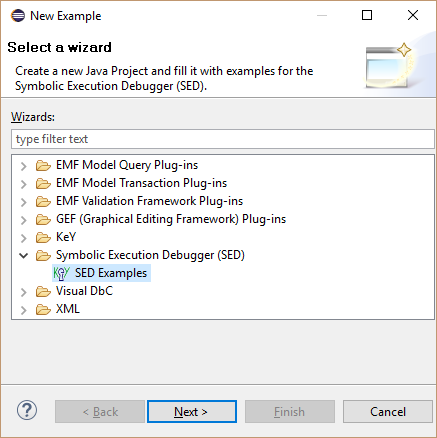 New Example
Select a wizard
Create a new Java Project and fill it with examples for the
Symbolic Execution Debugger (SED).
Wizards:
type filter text
EMF Model Query Plug-ins
EMF Model Transaction Plug-ins
EMF Validation Framework Plug-ins
GEF (Graphical Editing Framework) Plug-ins
KeY
Symbolic Execution Debugger (SED)
SED Examples
Visual DbC
XML
? < Back Next > Finish Cancel